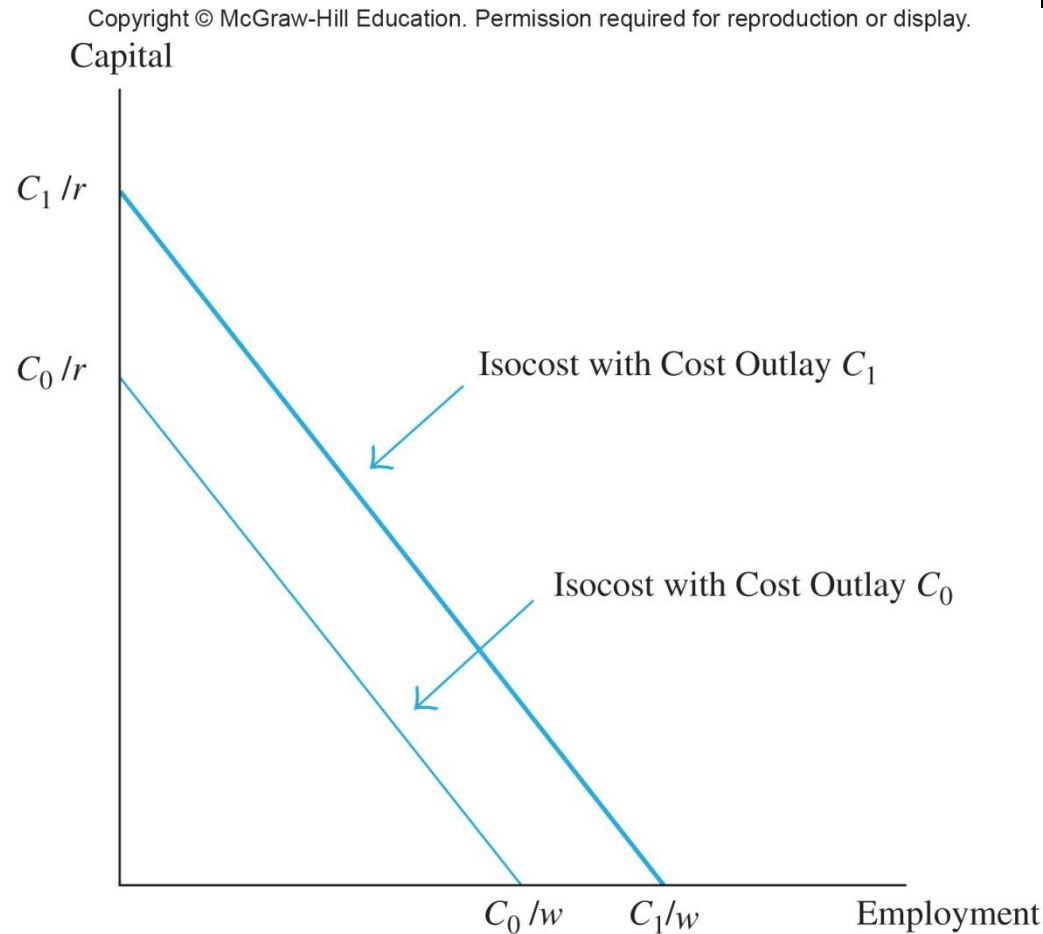 Copyright © McGraw-Hill Education. Permission required for reproduction or display.
Capital
C₁/r
C₀/r
Isocost with Cost Outlay C₁
Isocost with Cost Outlay C₀
C₀/w
C₁/w
Employment